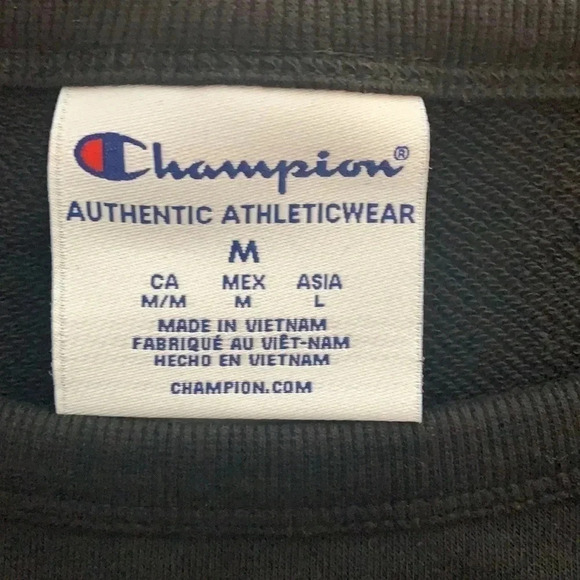 Champion®
AUTHENTIC ATHLETICWEAR
M
CA MEX ASIA
M/M M L
MADE IN VIETNAM
FABRIQUÉ AU VIÊT-NAM
HECHO EN VIETNAM
CHAMPION.COM